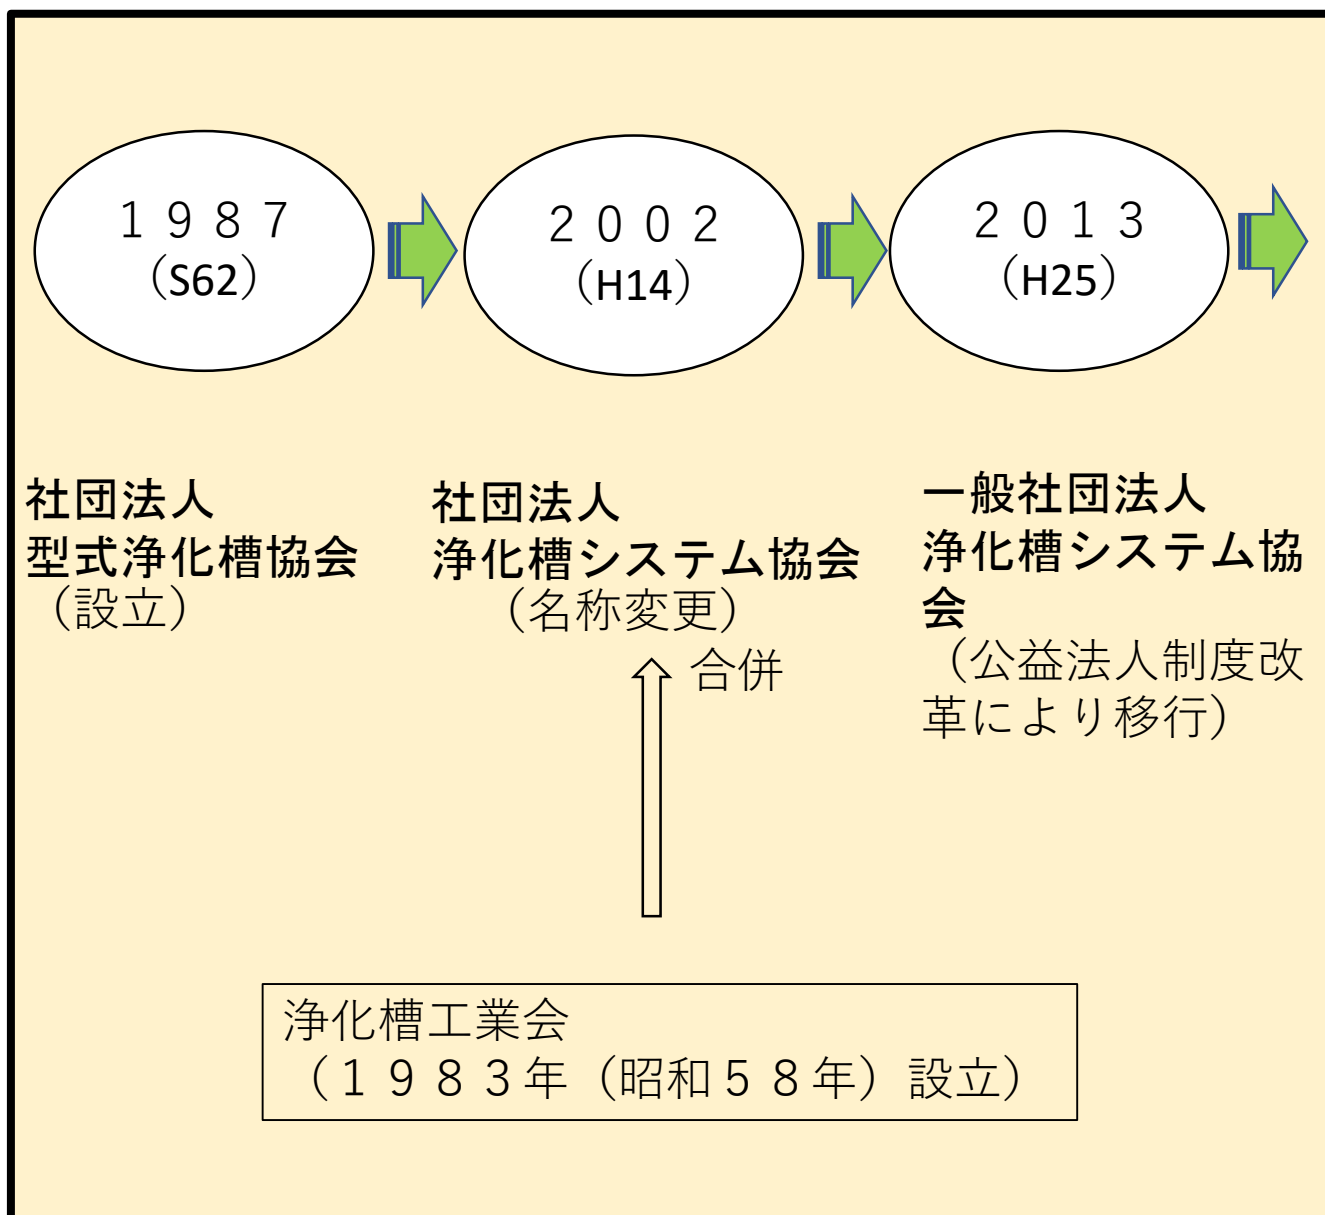 １９８７
（S62）
２００２
（H14）
２０１３
（H25）
社団法人
型式浄化槽協会
（設立）
社団法人
浄化槽システム協会
（名称変更）
合併
一般社団法人
浄化槽システム協
会
（公益法人制度改
革により移行）
浄化槽工業会
（１９８３年（昭和５８年）設立）